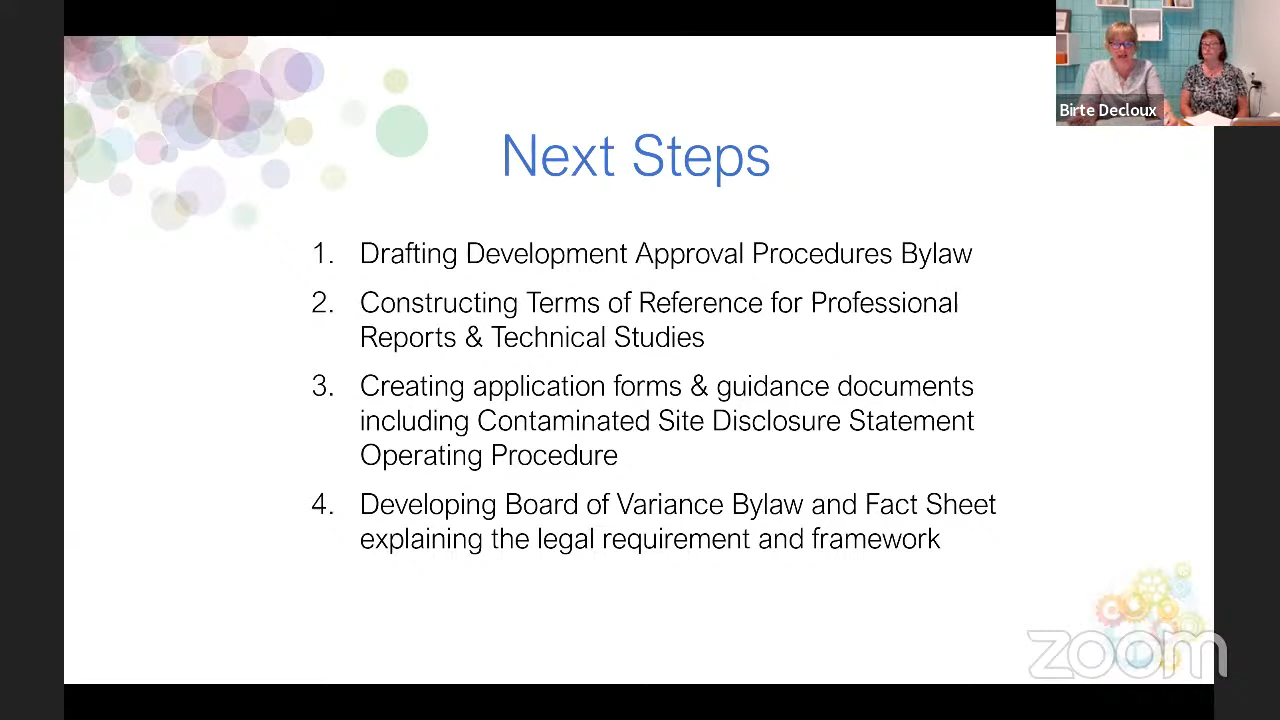 Birte Decloux
Next Steps
1. Drafting Development Approval Procedures Bylaw
2. Constructing Terms of Reference for Professional
Reports & Technical Studies
3. Creating application forms & guidance documents
including Contaminated Site Disclosure Statement
Operating Procedure
4. Developing Board of Variance Bylaw and Fact Sheet
explaining the legal requirement and framework
zoom